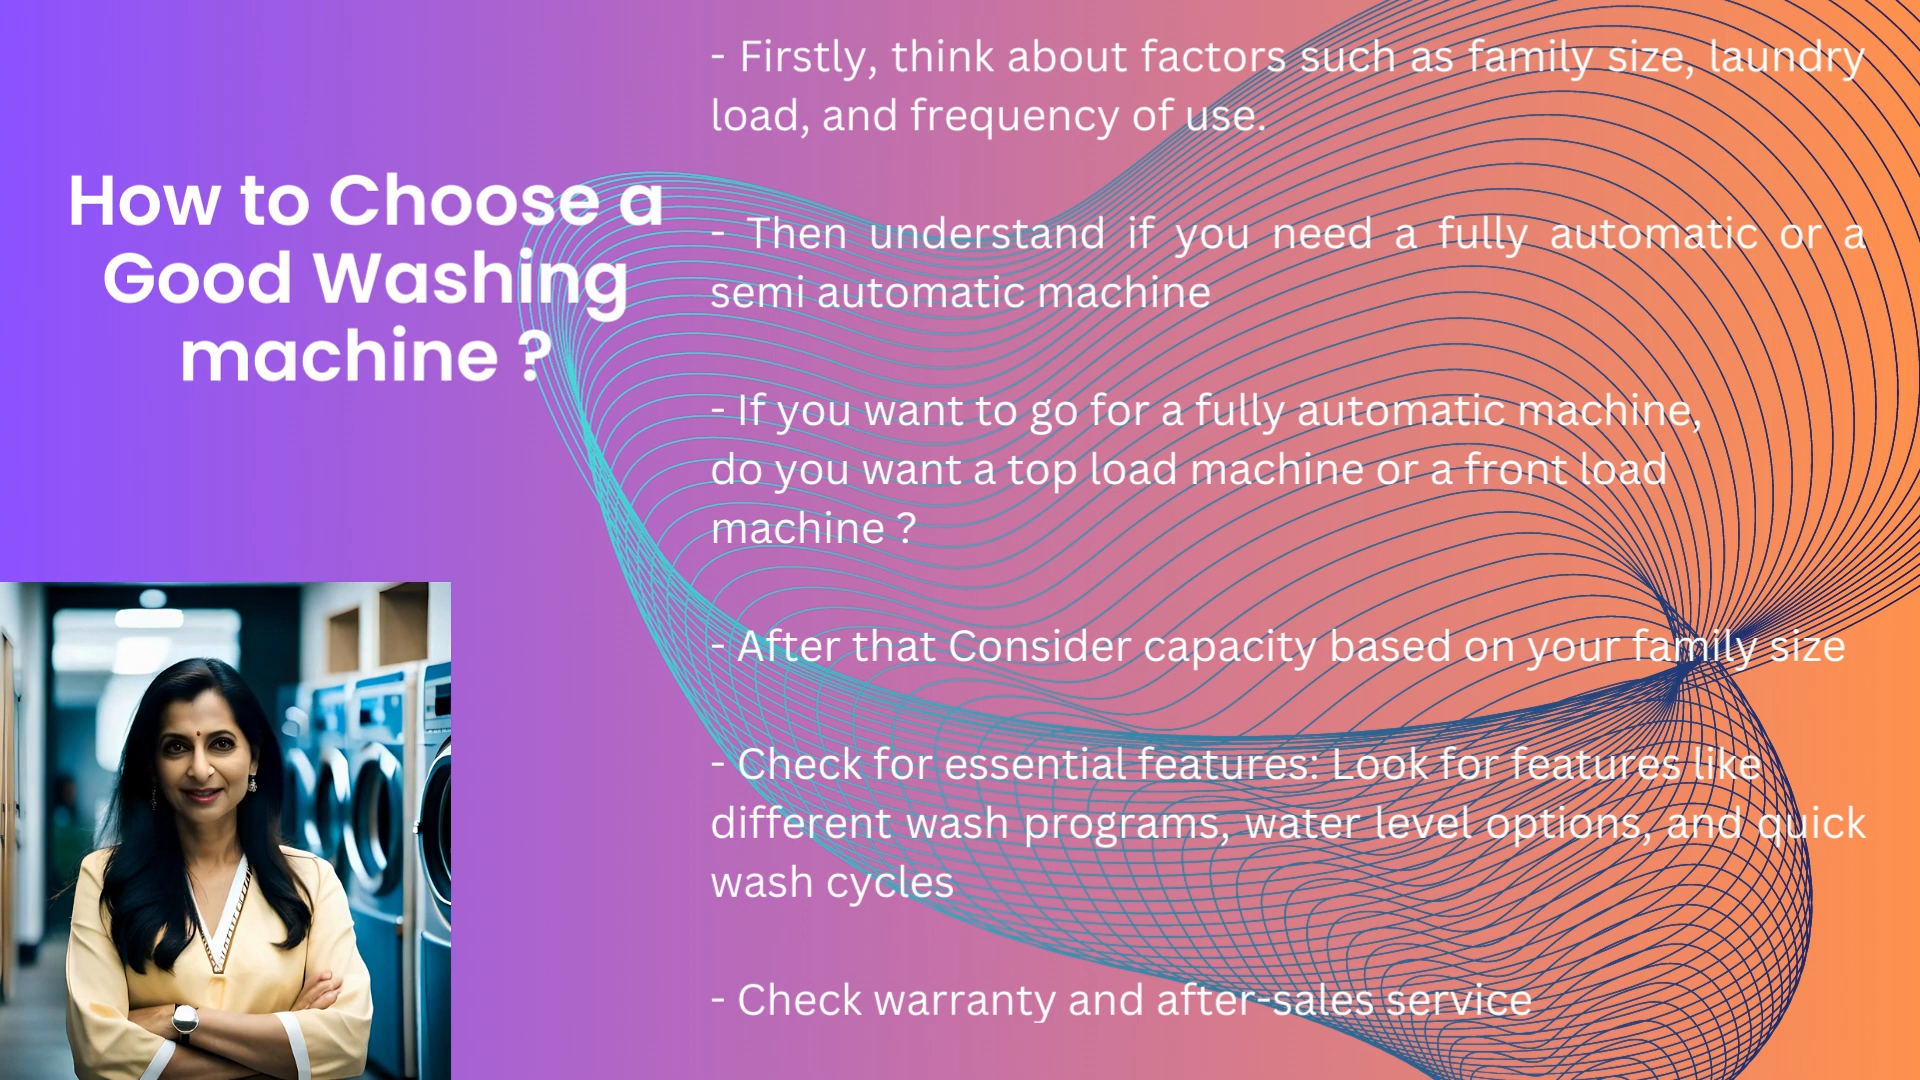 How to Choose a
Good Washing
machine ?
- Firstly, think about factors such as family size, laundry
load, and frequency of use.
- Then understand if you need a fully automatic or a
semi automatic machine
- If you want to go for a fully automatic machine,
do you want a top load machine or a front load
machine ?
- After that Consider capacity based on your family size
- Check for essential features: Look for features like
different wash programs, water level options, and quick
wash cycles
- Check warranty and after-sales service